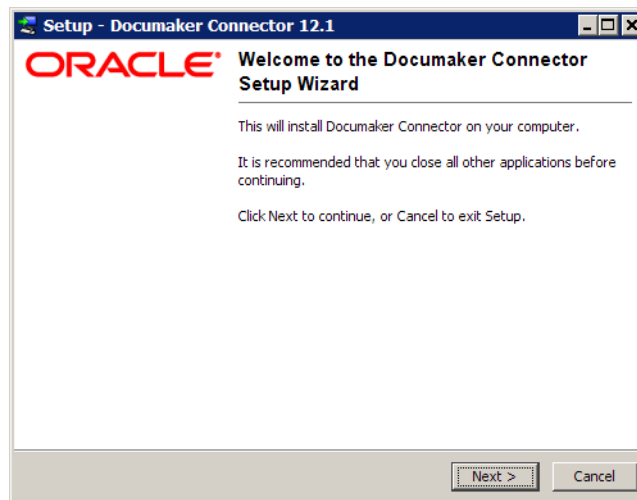 Setup - Documaker Connector 12.1
ORACLE
Welcome to the Documaker Connector
Setup Wizard
This will install Documaker Connector on your computer.
It is recommended that you close all other applications before
continuing.
Click Next to continue, or Cancel to exit Setup.
Next >
Cancel